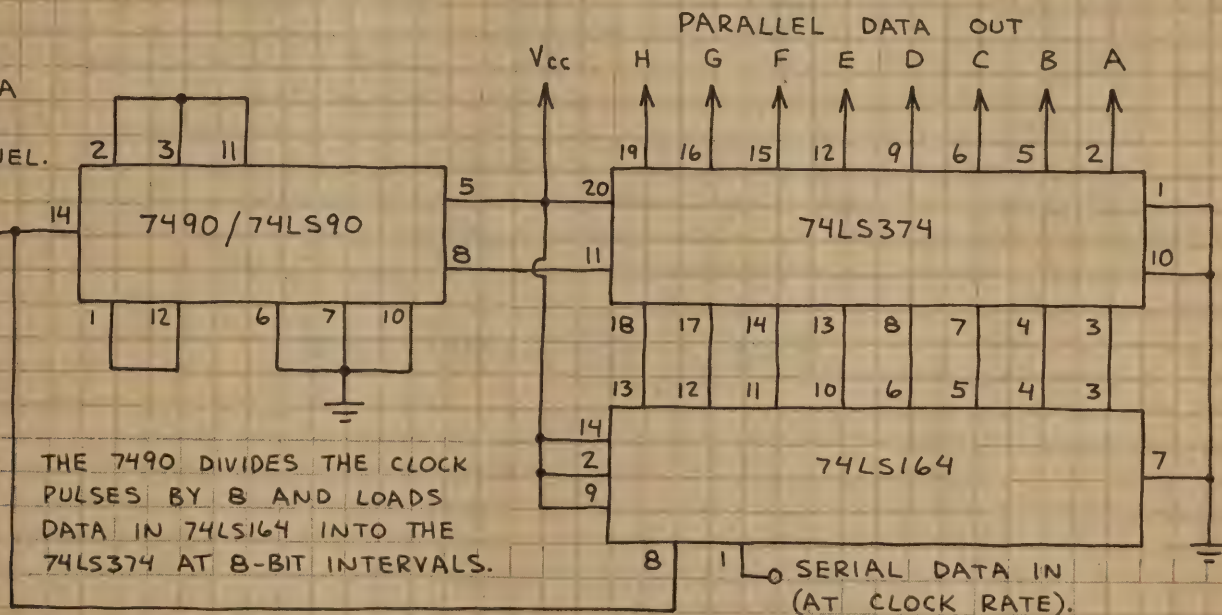 PARALLEL DATA OUT
Vcc H G F E D C B A
A
2 3 11
19 16 15 12 9 6 5 2
14 7490/74LS90 5
8
20 74LS374 1
11 10
1 12 6 7 10
18 17 14 13 8 7 4 3
13 12 11 10 6 5 4 3
14 74LS164 7
2
9
8 1
THE 7490 DIVIDES THE CLOCK
PULSES BY 8 AND LOADS
DATA IN 74LS164 INTO THE
74LS374 AT 8-BIT INTERVALS.
SERIAL DATA IN
(AT CLOCK RATE).